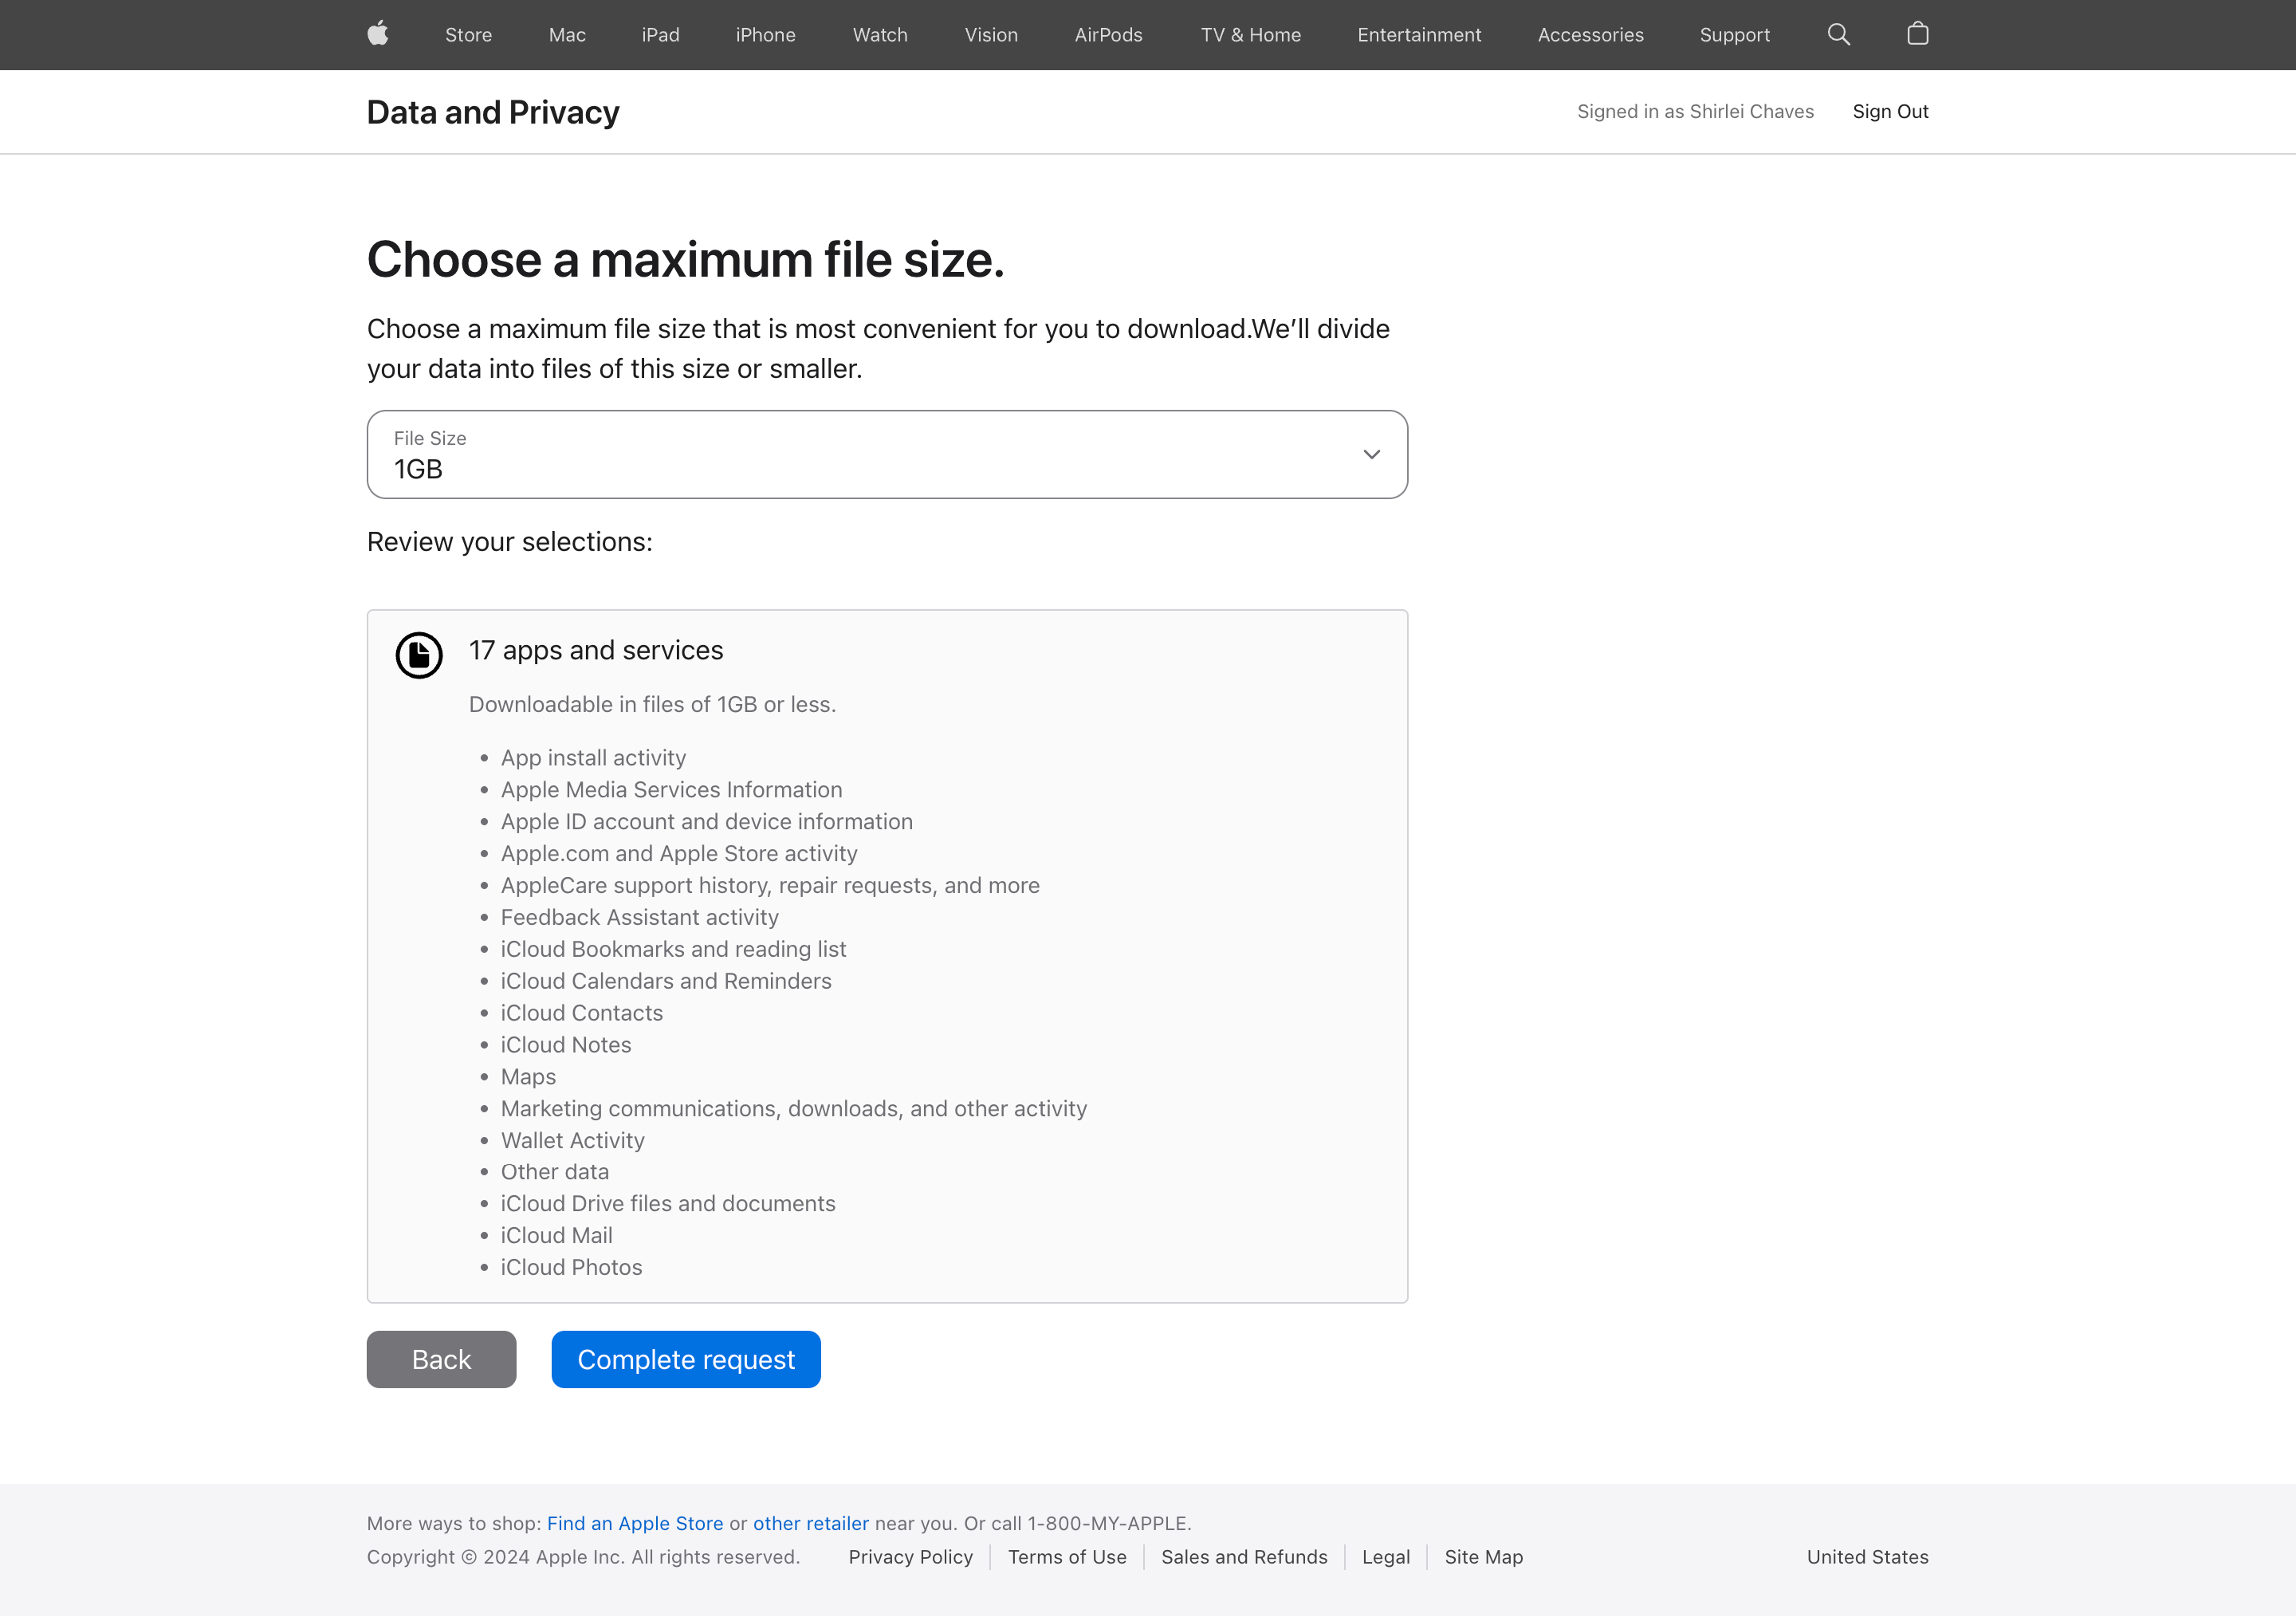 Store Mac iPad iPhone Watch Vision AirPods TV & Home Entertainment Accessories Support
Data and Privacy
Signed in as Shirlei Chaves Sign Out
Choose a maximum file size.
Choose a maximum file size that is most convenient for you to download.We’ll divide
your data into files of this size or smaller.
File Size
1GB
Review your selections:
17 apps and services
Downloadable in files of 1GB or less.
• App install activity
• Apple Media Services Information
• Apple ID account and device information
• Apple.com and Apple Store activity
• AppleCare support history, repair requests, and more
• Feedback Assistant activity
• iCloud Bookmarks and reading list
• iCloud Calendars and Reminders
• iCloud Contacts
• iCloud Notes
• Maps
• Marketing communications, downloads, and other activity
• Wallet Activity
• Other data
• iCloud Drive files and documents
• iCloud Mail
• iCloud Photos
Back Complete request
More ways to shop: Find an Apple Store or other retailer near you. Or call 1-800-MY-APPLE.
Copyright © 2024 Apple Inc. All rights reserved. Privacy Policy Terms of Use Sales and Refunds Legal Site Map United States